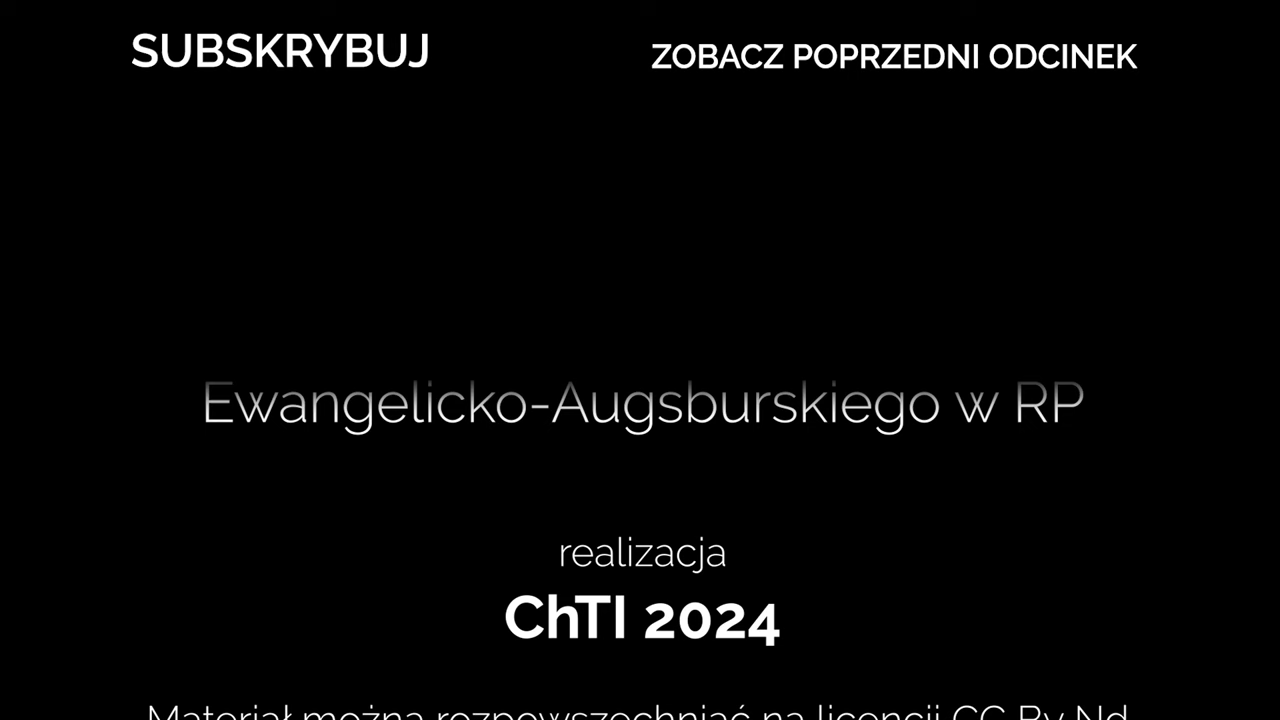 SUBSKRYBUJ
ZOBACZ POPRZEDNI ODCINEK
Ewangelicko-Augsburskiego w RP
realizacja
ChTI 2024
Materiał można rozpowszechniać na licencji CC By Nd